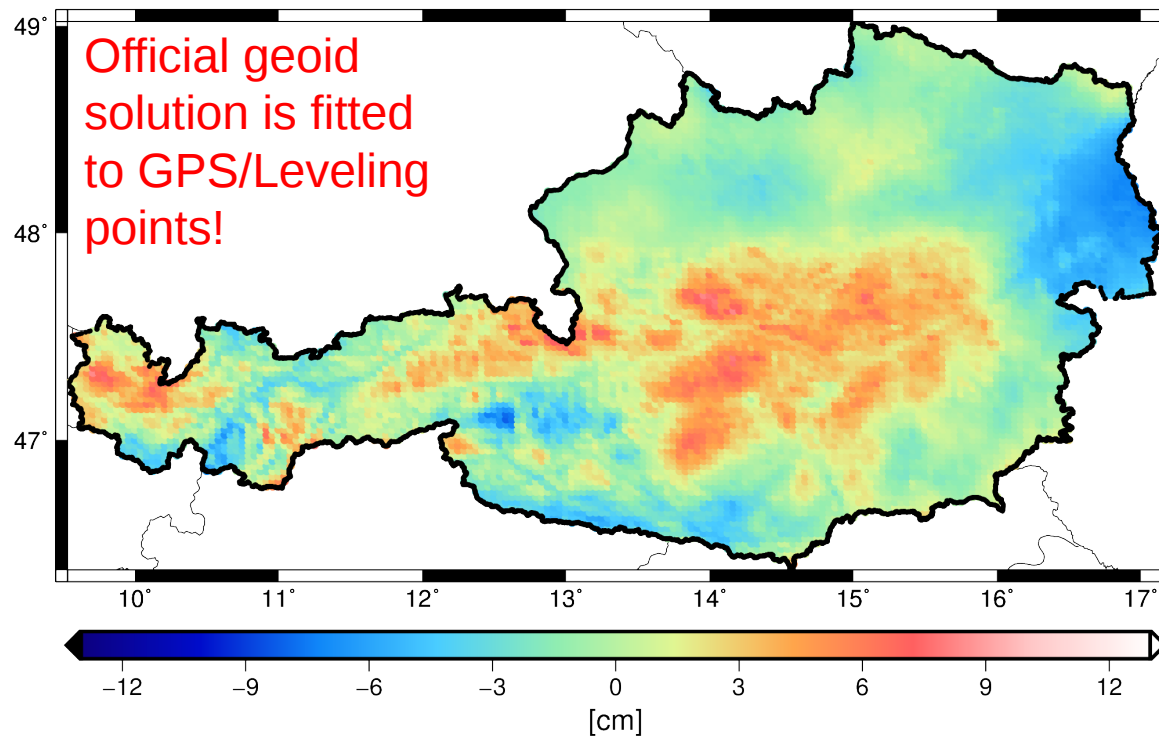 49˚
Official geoid
solution is fitted
to GPS/Leveling
points!
48˚
47˚
10˚ 11˚ 12˚ 13˚ 14˚ 15˚ 16˚ 17˚
−12 −9 −6 −3 0 3 6 9 12
[cm]